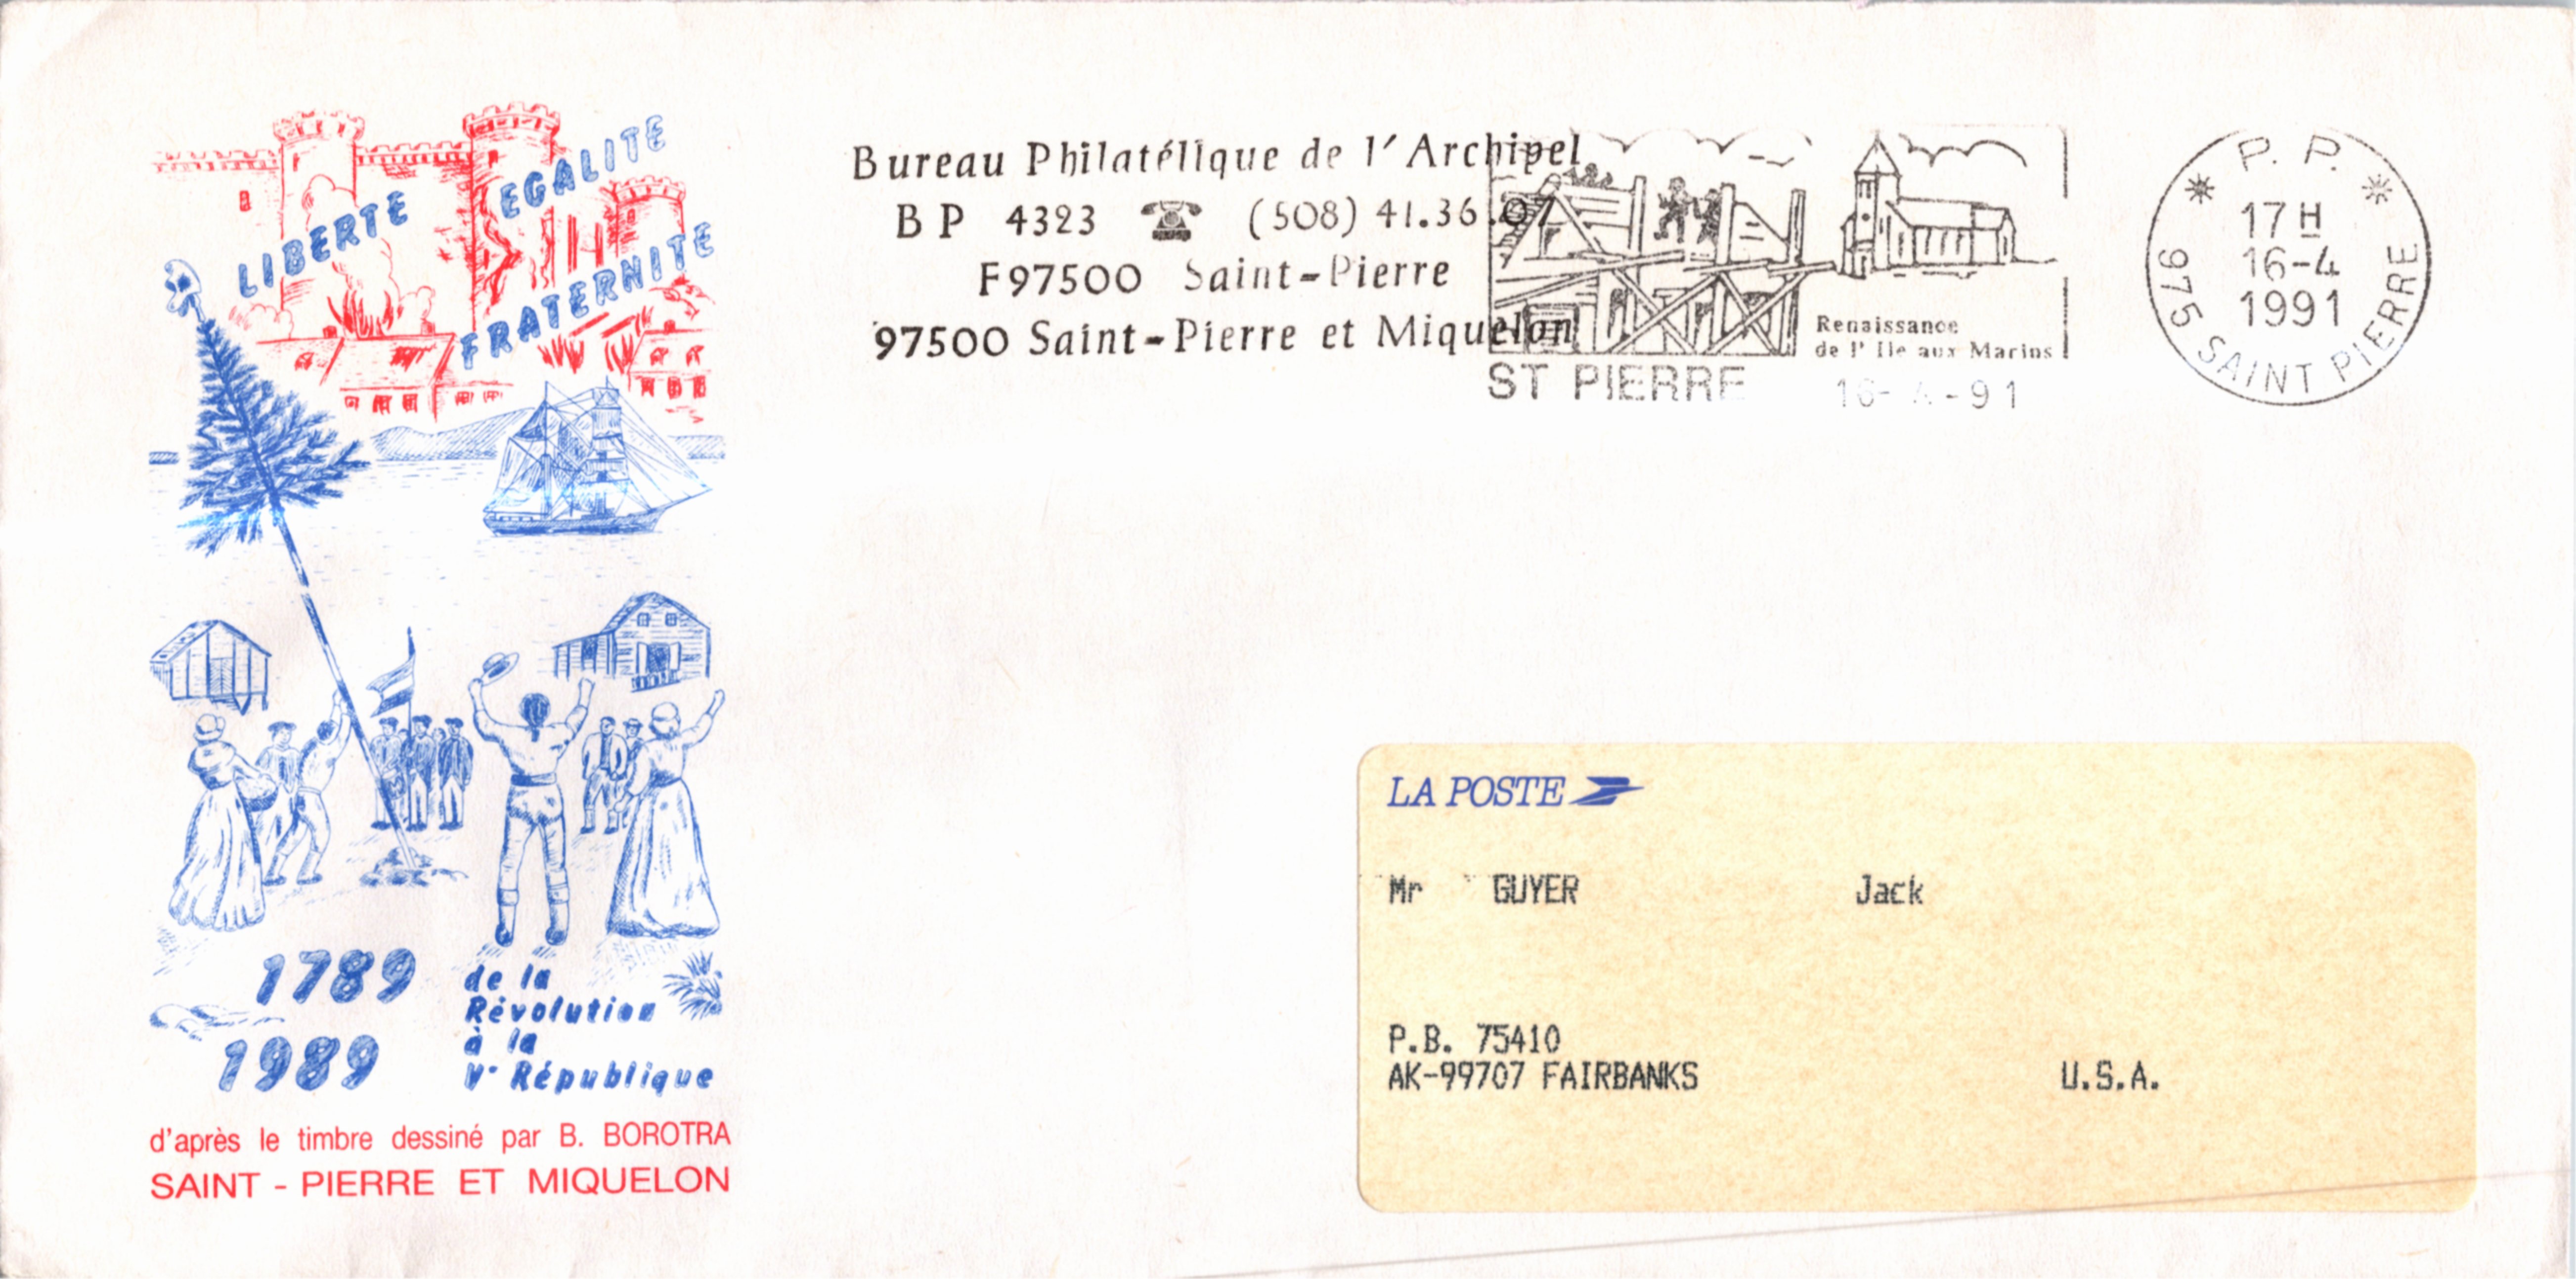 LIBERTE
EGALITE
FRATERNITE
1789
1989
de la
Révolution
à la
Ve République
d'après le timbre dessiné par B. BOROTRA
SAINT - PIERRE ET MIQUELON
Bureau Philatélique de l'Archipel
BP 4323 ☎ (508) 41.36.07
F97500 Saint-Pierre
97500 Saint-Pierre et Miquelon
Renaissance
de l'Ile aux Marins
ST PIERRE 16-4-91
P. P.
17 H
16-4
1991
975 SAINT PIERRE
LA POSTE
Mr GUYER Jack
P.B. 75410
AK-99707 FAIRBANKS U.S.A.